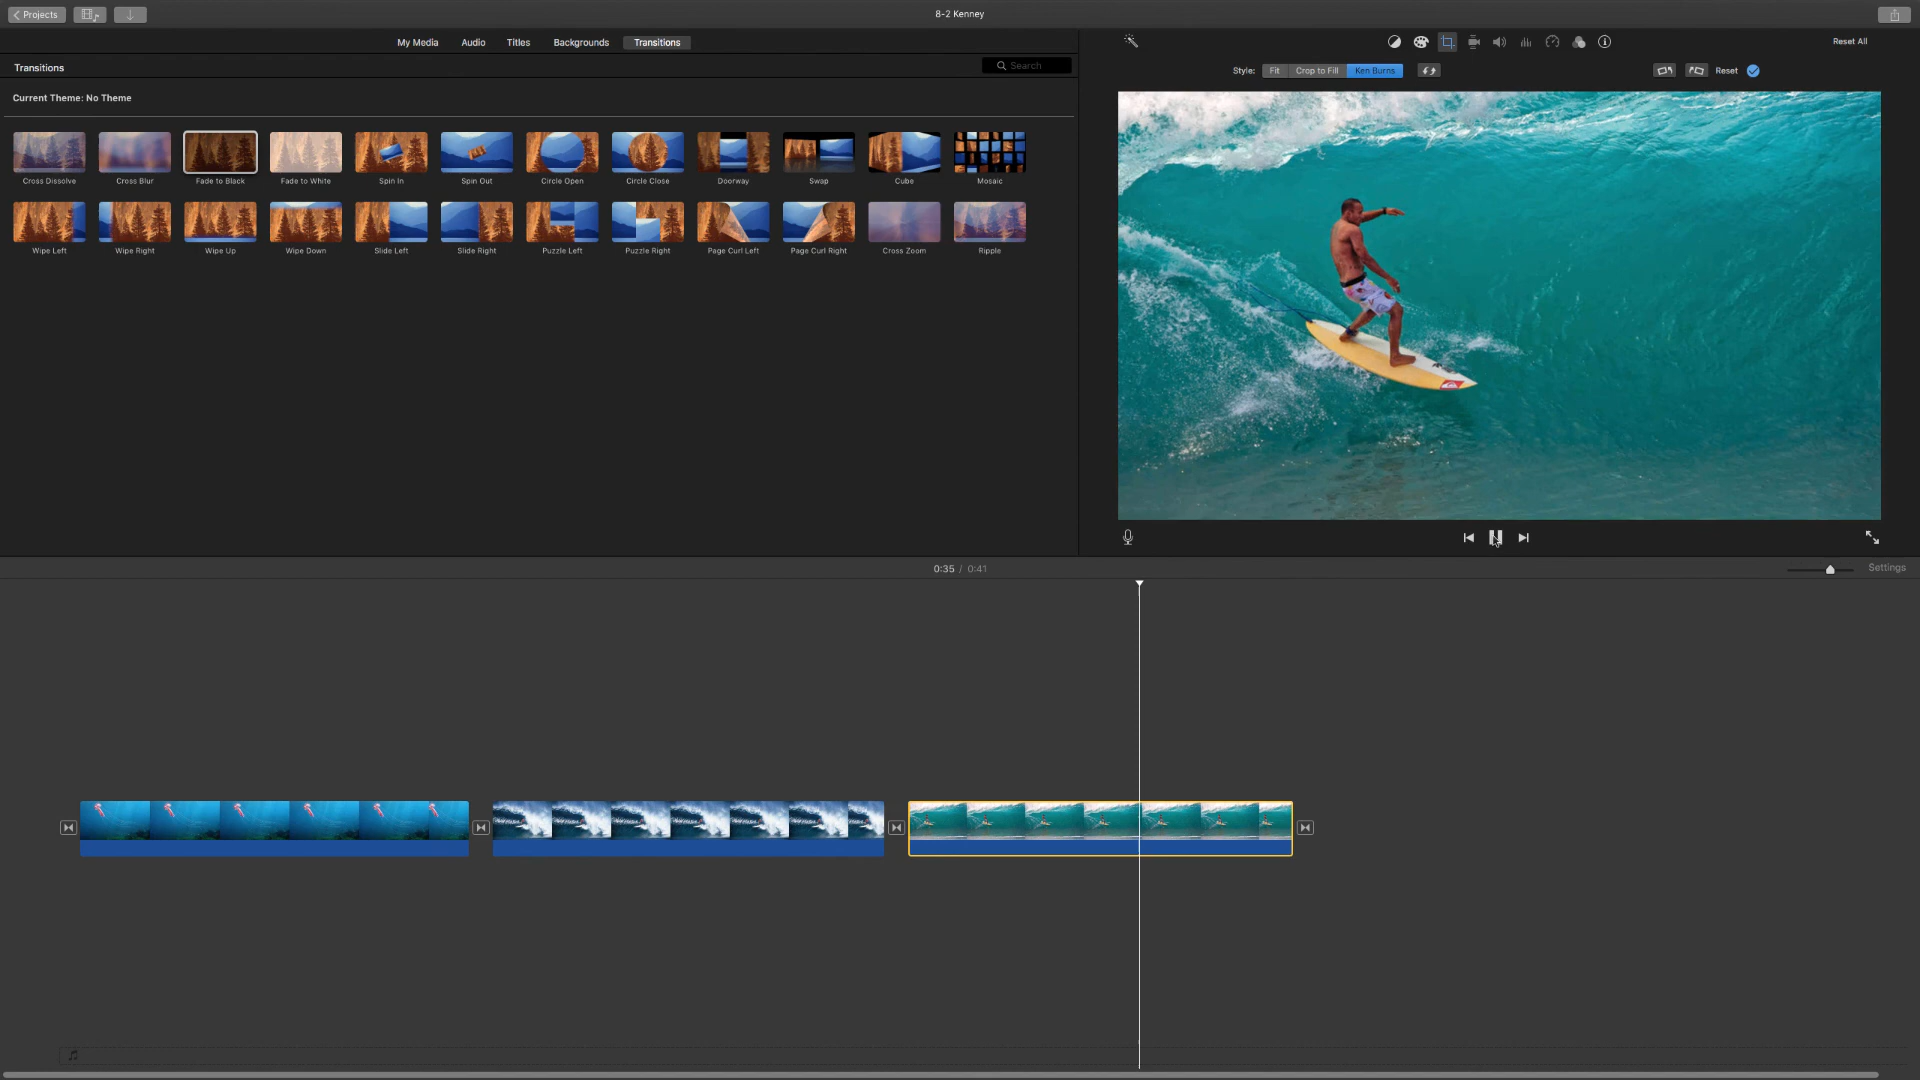 Projects
8-2 Kenney
My Media Audio Titles Backgrounds Transitions
Reset All
Transitions
Search
Style: Fit Crop to Fill Ken Burns
Reset
Current Theme: No Theme
Cross Dissolve Cross Blur Fade to Black Fade to White Spin In Spin Out Circle Open Circle Close Doorway Swap Cube Mosaic
Wipe Left Wipe Right Wipe Up Wipe Down Slide Left Slide Right Puzzle Left Puzzle Right Page Curl Left Page Curl Right Cross Zoom Ripple
0:35 / 0:41
Settings